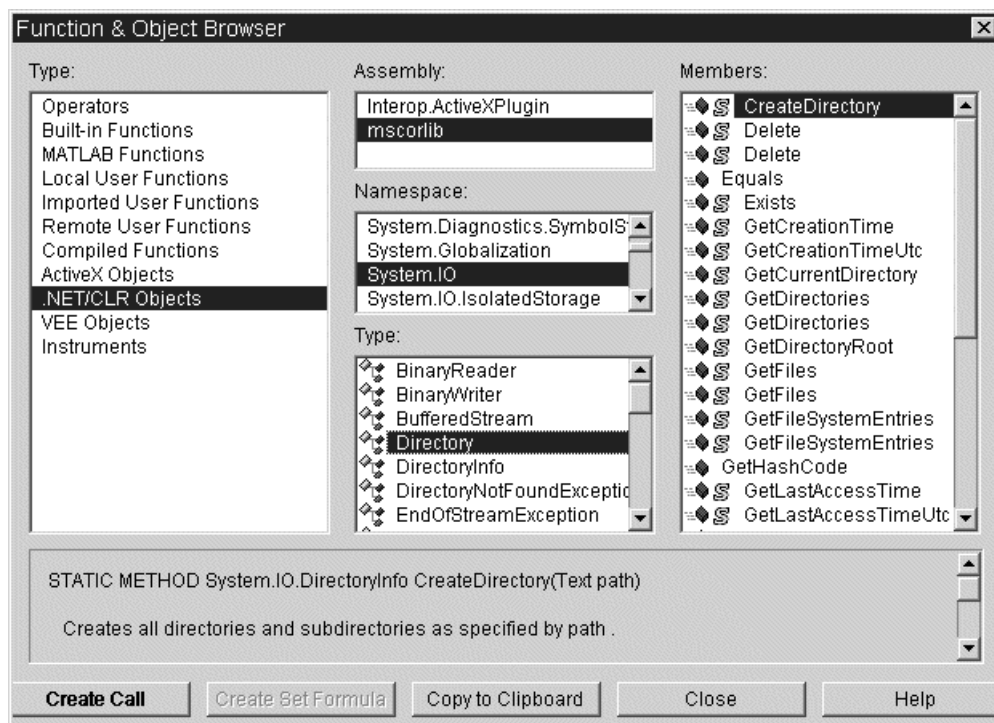 Function & Object Browser
Type:
Operators
Built-in Functions
MATLAB Functions
Local User Functions
Imported User Functions
Remote User Functions
Compiled Functions
ActiveX Objects
.NET/CLR Objects
VEE Objects
Instruments
Assembly:
Interop.ActiveXPlugin
mscorlib
Namespace:
System.Diagnostics.SymbolS
System.Globalization
System.IO
System.IO.IsolatedStorage
Type:
BinaryReader
BinaryWriter
BufferedStream
Directory
DirectoryInfo
DirectoryNotFoundExceptic
EndOfStreamException
Members:
S CreateDirectory
S Delete
S Delete
Equals
S Exists
S GetCreationTime
S GetCreationTimeUtc
S GetCurrentDirectory
S GetDirectories
S GetDirectories
S GetDirectoryRoot
S GetFiles
S GetFiles
S GetFileSystemEntries
S GetFileSystemEntries
GetHashCode
S GetLastAccessTime
S GetLastAccessTimeUtc
STATIC METHOD System.IO.DirectoryInfo CreateDirectory(Text path)
Creates all directories and subdirectories as specified by path .
Create Call
Create Set Formula
Copy to Clipboard
Close
Help